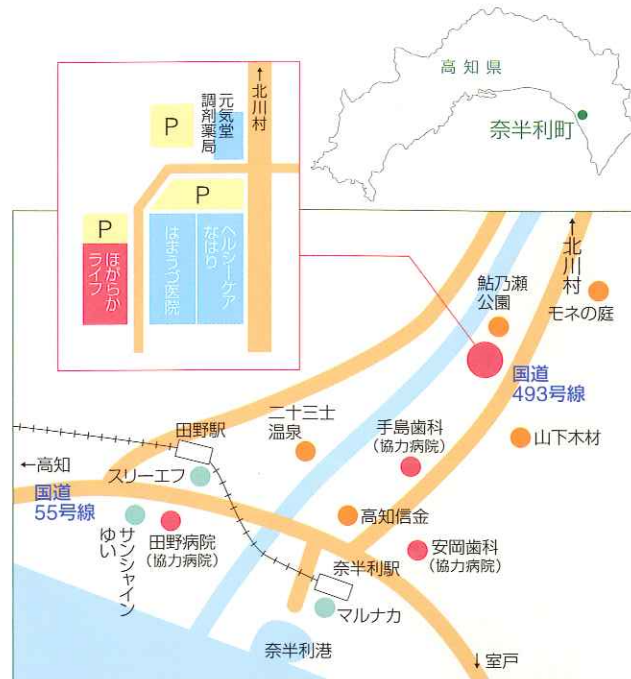 高知県
奈半利町
↑北川村
元気堂
調剤薬局
P
P
P
ほがらか
ライフ
はまうづ医院
ヘルシーケア
なはり
↑北川村
鮎乃瀬
公園
モネの庭
国道
493号線
二十三士
温泉
手島歯科
(協力病院)
山下木材
田野駅
←高知
スリーエフ
国道
55号線
サンシャイン
ゆい
田野病院
(協力病院)
高知信金
安岡歯科
(協力病院)
奈半利駅
マルナカ
奈半利港
↓室戸